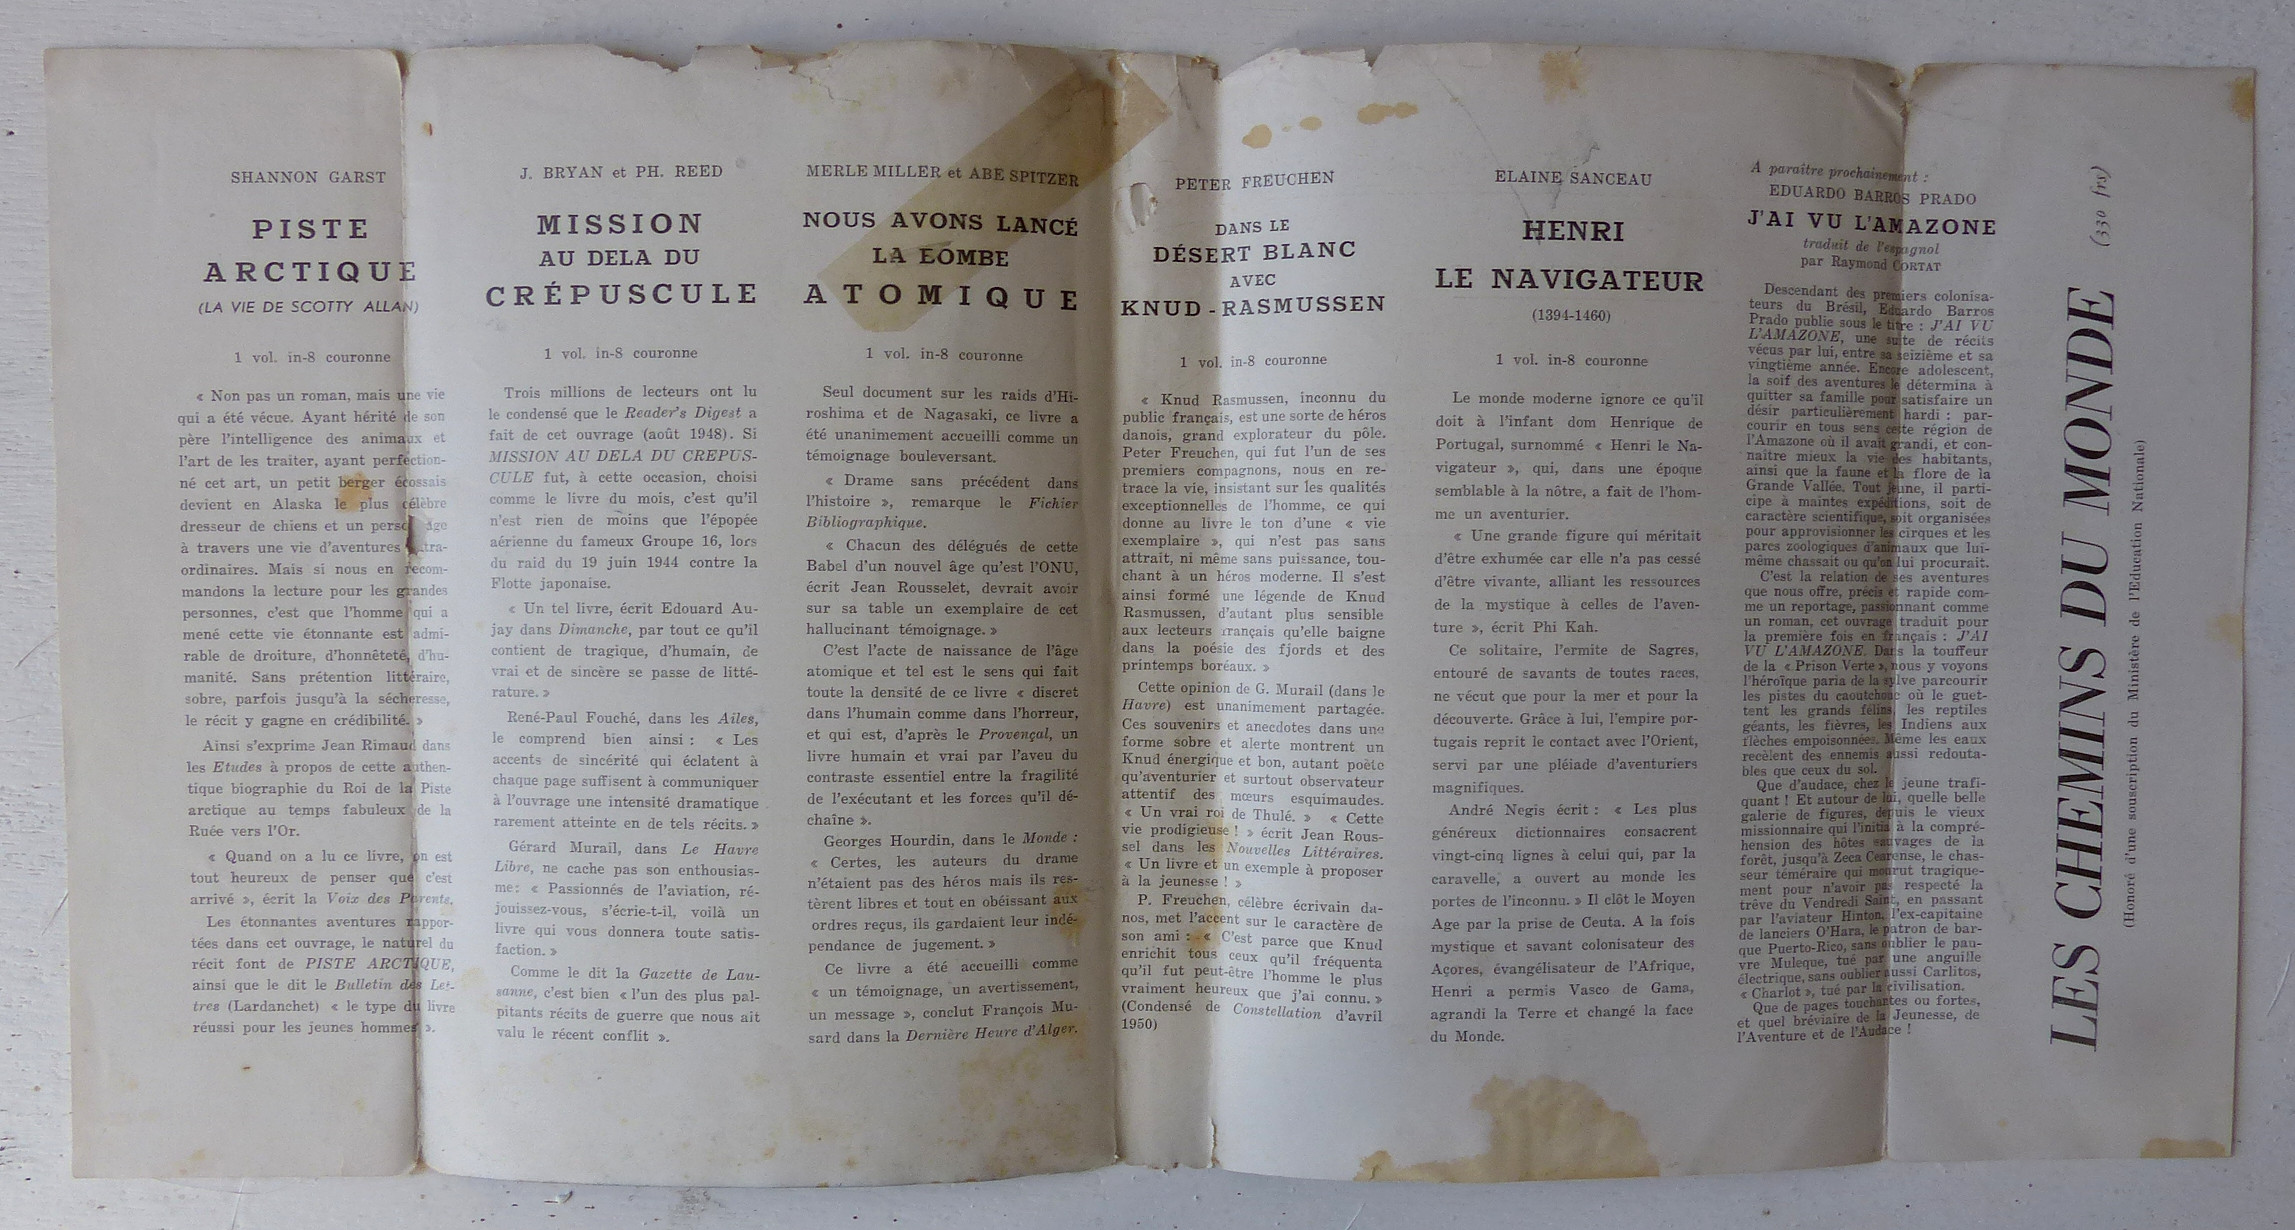 SHANNON GARST
PISTE
ARCTIQUE
(LA VIE DE SCOTTY ALLAN)
1 vol. in-8 couronne
« Non pas un roman, mais une vie
qui a été vécue. Ayant hérité de son
père l'intelligence des animaux et
l'art de les traiter, ayant perfection-
né cet art, un petit berger écossais
devient en Alaska le plus célèbre
dresseur de chiens et un
à travers une vie d'aventures
ordinaires. Mais si nous en recom-
mandons la lecture pour les grandes
personnes, c'est que l'homme qui a
mené cette vie étonnante est admi-
rable de droiture, d'honnêteté, d'hu-
manité. Sans prétention littéraire,
sobre, parfois jusqu'à la sécheresse,
le récit y gagne en crédibilité. »
Ainsi s'exprime Jean Rimaud dans
les Etudes à propos de cette authen-
tique biographie du Roi de la Piste
arctique au temps fabuleux de la
Ruée vers l'Or.
« Quand on a lu ce livre, on est
tout heureux de penser que c'est
arrivé », écrit la Voix des Parents.
Les étonnantes aventures rappor-
tées dans cet ouvrage, le naturel du
récit font de PISTE ARCTIQUE,
ainsi que le dit le Bulletin des Let-
tres (Lardanchet) « le type du livre
réussi pour les jeunes hommes ».
J. BRYAN et PH. REED
MISSION
AU DELA DU
CRÉPUSCULE
1 vol. in-8 couronne
Trois millions de lecteurs ont lu
le condensé que le Reader's Digest a
fait de cet ouvrage (août 1948). Si
MISSION AU DELA DU CREPUS-
CULE fut, à cette occasion, choisi
comme le livre du mois, c'est qu'il
n'est rien de moins que l'épopée
aérienne du fameux Groupe 16, lors
du raid du 19 juin 1944 contre la
Flotte japonaise.
« Un tel livre, écrit Edouard Au-
jay dans Dimanche, par tout ce qu'il
contient de tragique, d'humain, de
vrai et de sincère se passe de litté-
rature. »
René-Paul Fouché, dans les Ailes,
le comprend bien ainsi : « Les
accents de sincérité qui éclatent à
chaque page suffisent à communiquer
à l'ouvrage une intensité dramatique
rarement atteinte en de tels récits. »
Gérard Murail, dans Le Havre
Libre, ne cache pas son enthousias-
me : « Passionnés de l'aviation, ré-
jouissez-vous, s'écrie-t-il, voilà un
livre qui vous donnera toute satis-
faction. »
Comme le dit la Gazette de Lau-
sanne, c'est bien « l'un des plus pal-
pitants récits de guerre que nous ait
valu le récent conflit ».
MERLE MILLER et ABE SPITZER
NOUS AVONS LANCÉ
LA BOMBE
ATOMIQUE
1 vol. in-8 couronne
Seul document sur les raids d'Hi-
roshima et de Nagasaki, ce livre a
été unanimement accueilli comme un
témoignage bouleversant.
« Drame sans précédent dans
l'histoire », remarque le Fichier
Bibliographique.
« Chacun des délégués de cette
Babel d'un nouvel âge qu'est l'ONU,
écrit Jean Rousselet, devrait avoir
sur sa table un exemplaire de cet
hallucinant témoignage. »
C'est l'acte de naissance de l'âge
atomique et tel est le sens qui fait
toute la densité de ce livre « discret
dans l'humain comme dans l'horreur,
et qui est, d'après le Provençal, un
livre humain et vrai par l'aveu du
contraste essentiel entre la fragilité
de l'exécutant et les forces qu'il dé-
chaîne ».
Georges Hourdin, dans le Monde :
« Certes, les auteurs du drame
n'étaient pas des héros mais ils res-
tèrent libres et tout en obéissant aux
ordres reçus, ils gardaient leur indé-
pendance de jugement. »
Ce livre a été accueilli comme
« un témoignage, un avertissement,
un message », conclut François Mu-
sard dans la Dernière Heure d'Alger.
PETER FREUCHEN
DANS LE
DÉSERT BLANC
AVEC
KNUD-RASMUSSEN
1 vol. in-8 couronne
« Knud Rasmussen, inconnu du
public français, est une sorte de héros
danois, grand explorateur du pôle.
Peter Freuchen, qui fut l'un de ses
premiers compagnons, nous en re-
trace la vie, insistant sur les qualités
exceptionnelles de l'homme, ce qui
donne au livre le ton d'une « vie
exemplaire », qui n'est pas sans
attrait, ni même sans puissance, tou-
chant à un héros moderne. Il s'est
ainsi formé une légende de Knud
Rasmussen, d'autant plus sensible
aux lecteurs français qu'elle baigne
dans la poésie des fjords et des
printemps boréaux. »
Cette opinion de G. Murail (dans le
Havre) est unanimement partagée.
Ces souvenirs et anecdotes dans une
forme sobre et alerte montrent un
Knud énergique et bon, autant poète
qu'aventurier et surtout observateur
attentif des mœurs esquimaudes.
« Un vrai roi de Thulé. » « Cette
vie prodigieuse ! » écrit Jean Rous-
sel dans les Nouvelles Littéraires.
« Un livre et un exemple à proposer
à la jeunesse ! »
P. Freuchen, célèbre écrivain da-
nos, met l'accent sur le caractère de
son ami : « C'est parce que Knud
enrichit tous ceux qu'il fréquenta
qu'il fut peut-être l'homme le plus
vraiment heureux que j'ai connu. »
(Condensé de Constellation d'avril
1950)
ELAINE SANCEAU
HENRI
LE NAVIGATEUR
(1394-1460)
1 vol. in-8 couronne
Le monde moderne ignore ce qu'il
doit à l'infant dom Henrique de
Portugal, surnommé « Henri le Na-
vigateur », qui, dans une époque
semblable à la nôtre, a fait de l'hom-
me un aventurier.
« Une grande figure qui méritait
d'être exhumée car elle n'a pas cessé
d'être vivante, alliant les ressources
de la mystique à celles de l'aven-
ture », écrit Phi Kah.
Ce solitaire, l'ermite de Sagres,
entouré de savants de toutes races,
ne vécut que pour la mer et pour la
découverte. Grâce à lui, l'empire por-
tugais reprit le contact avec l'Orient,
servi par une pléiade d'aventuriers
magnifiques.
André Negis écrit : « Les plus
généreux dictionnaires consacrent
vingt-cinq lignes à celui qui, par la
caravelle, a ouvert au monde les
portes de l'inconnu. » Il clôt le Moyen
Age par la prise de Ceuta. A la fois
mystique et savant colonisateur des
Açores, évangélisateur de l'Afrique,
Henri a permis Vasco de Gama,
agrandi la Terre et changé la face
du Monde.
A paraître prochainement :
EDUARDO BARROS PRADO
J'AI VU L'AMAZONE
traduit de l'espagnol
par Raymond CORTAT
Descendant des premiers colonisa-
teurs du Brésil, Eduardo Barros
Prado publie sous le titre : J'AI VU
L'AMAZONE, une suite de récits
vécus par lui, entre sa seizième et sa
vingtième année. Encore adolescent,
la soif des aventures le détermina à
quitter sa famille pour satisfaire un
désir particulièrement hardi : par-
courir en tous sens cette région de
l'Amazone où il avait grandi, et con-
naître mieux la vie des habitants,
ainsi que la faune et la flore de la
Grande Vallée. Tout jeune, il parti-
cipe à maintes expéditions, soit de
caractère scientifique, soit organisées
pour approvisionner les cirques et les
parcs zoologiques d'animaux que lui-
même chassait ou qu'on lui procurait.
C'est la relation de ses aventures
que nous offre, précis et rapide com-
me un reportage, passionnant comme
un roman, cet ouvrage traduit pour
la première fois en français : J'AI
VU L'AMAZONE. Dans la touffeur
de la « Prison Verte », nous y voyons
l'héroïque paria de la sylve parcourir
les pistes du caoutchouc où le guet-
tent les grands félins, les reptiles
géants, les fièvres, les Indiens aux
flèches empoisonnées. Même les eaux
recèlent des ennemis aussi redouta-
bles que ceux du sol.
Que d'audace, chez le jeune trafi-
quant ! Et autour de lui, quelle belle
galerie de figures, depuis le vieux
missionnaire qui l'initia à la compré-
hension des hôtes sauvages de la
forêt, jusqu'à Zeca Cearense, le chas-
seur téméraire qui mourut tragique-
ment pour n'avoir pas respecté la
trêve du Vendredi Saint, en passant
par l'aviateur Hinton, l'ex-capitaine
de lanciers O'Hara, le patron de bar-
que Puerto-Rico, sans oublier le pau-
vre Muleque, tué par une anguille
électrique, sans oublier aussi Carlitos,
« Charlot », tué par la civilisation.
Que de pages touchantes ou fortes,
et quel bréviaire de la Jeunesse, de
l'Aventure et de l'Audace !
LES CHEMINS DU MONDE (330 frs)
(Honoré d'une souscription du Ministère de l'Education Nationale)